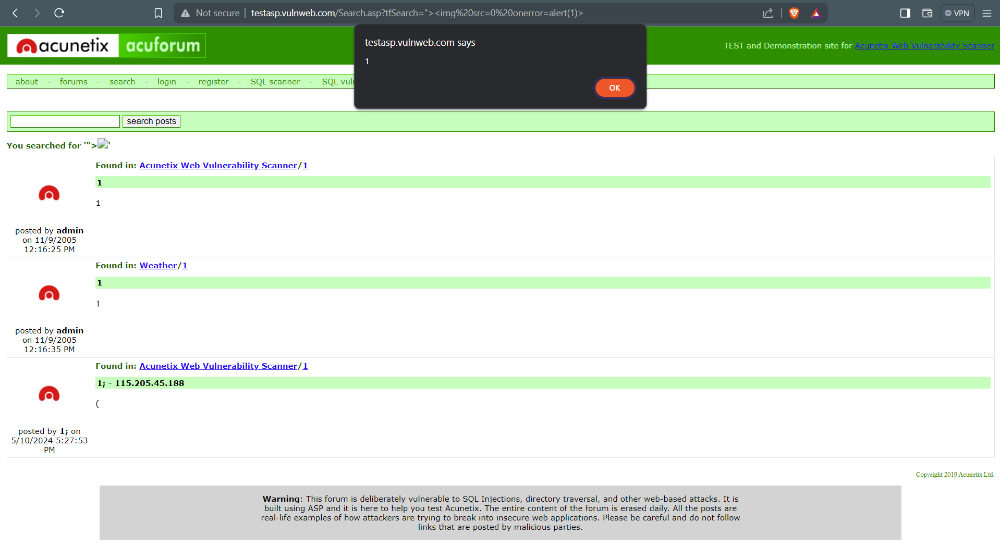 Not secure testasp.vulnweb.com/Search.asp?tfSearch="><img%20src=0%20onerror=alert(1)>
VPN
testasp.vulnweb.com says
1
OK
acunetix acuforum
TEST and Demonstration site for Acunetix Web Vulnerability Scanner
about - forums - search - login - register - SQL scanner - SQL vuln
search posts
You searched for '">'
Found in: Acunetix Web Vulnerability Scanner/1
1
1
posted by admin
on 11/9/2005
12:16:25 PM
Found in: Weather/1
1
1
posted by admin
on 11/9/2005
12:16:35 PM
Found in: Acunetix Web Vulnerability Scanner/1
1; - 115.205.45.188
(
posted by 1; on
5/10/2024 5:27:53
PM
Copyright 2019 Acunetix Ltd.
Warning: This forum is deliberately vulnerable to SQL Injections, directory traversal, and other web-based attacks. It is
built using ASP and it is here to help you test Acunetix. The entire content of the forum is erased daily. All the posts are
real-life examples of how attackers are trying to break into insecure web applications. Please be careful and do not follow
links that are posted by malicious parties.